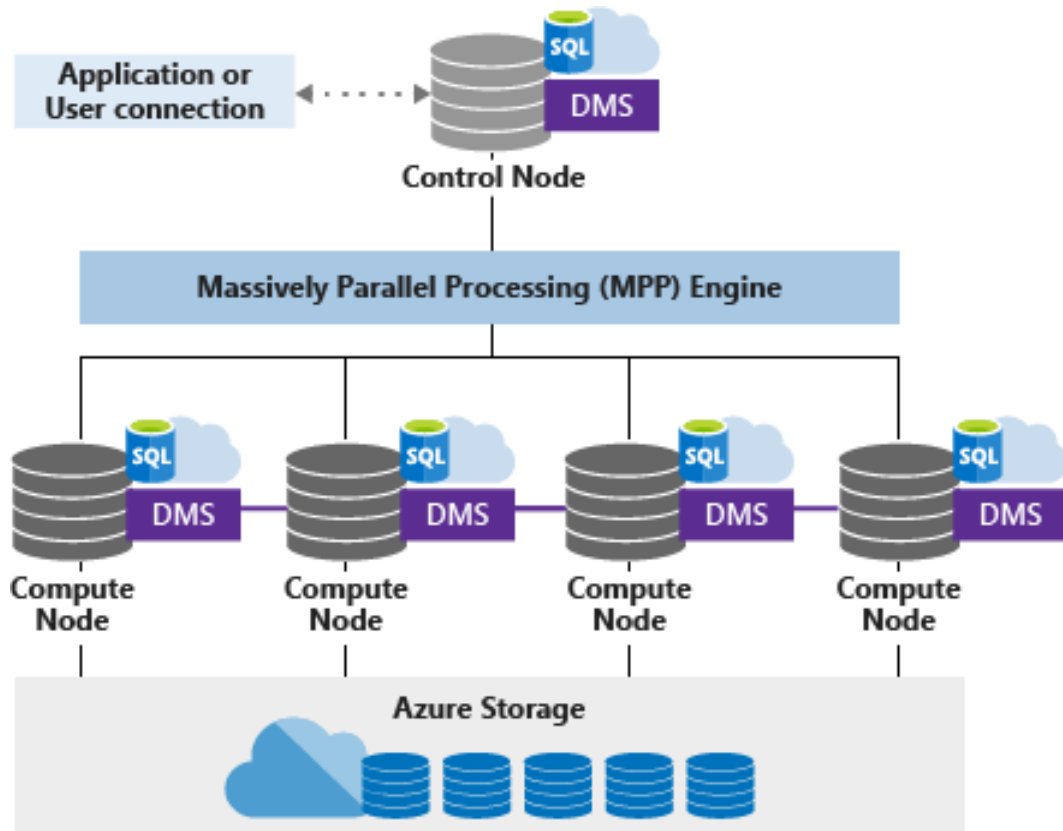 SQL
Application or
User connection
DMS
Control Node
Massively Parallel Processing (MPP) Engine
SQL
SQL
SQL
SQL
DMS
DMS
DMS
DMS
Compute
Node
Compute
Node
Compute
Node
Compute
Node
Azure Storage